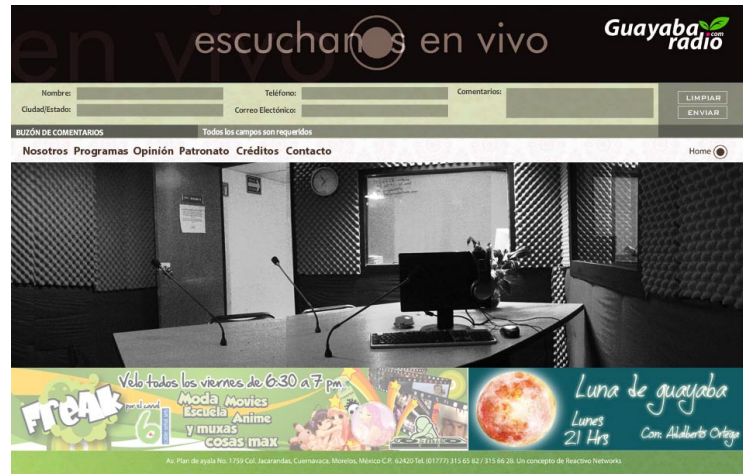 en vivo
escuchanos en vivo
Guayaba
.com
radio
Nombre:
Teléfono:
Comentarios:
Ciudad/Estado:
Correo Electónico:
LIMPIAR
ENVIAR
BUZÓN DE COMENTARIOS
Todos los campos son requeridos
Nosotros Programas Opinión Patronato Créditos Contacto
Home
Velo todos los viernes de 6:30 a 7 pm
FREAK
por el canal
6
Moda Movies
Escuela Anime
y muxas
cosas max
Luna de guayaba
Lunes
21 Hrs
Con: Adalberto Ortega
Av. Plan de ayala No. 1759 Col. Jacarandas, Cuernavaca, Morelos, México C.P. 62420 Tel. (01777) 315 65 82 / 315 66 28. Un concepto de Reactivo Networks